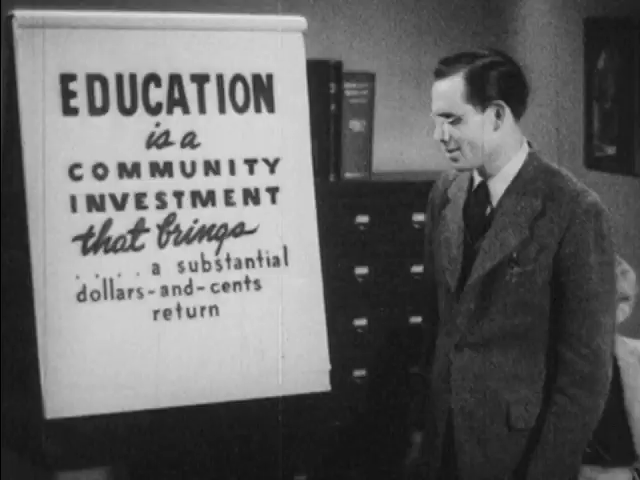 EDUCATION
is a
COMMUNITY
INVESTMENT
that brings
.....a substantial
dollars-and-cents
return